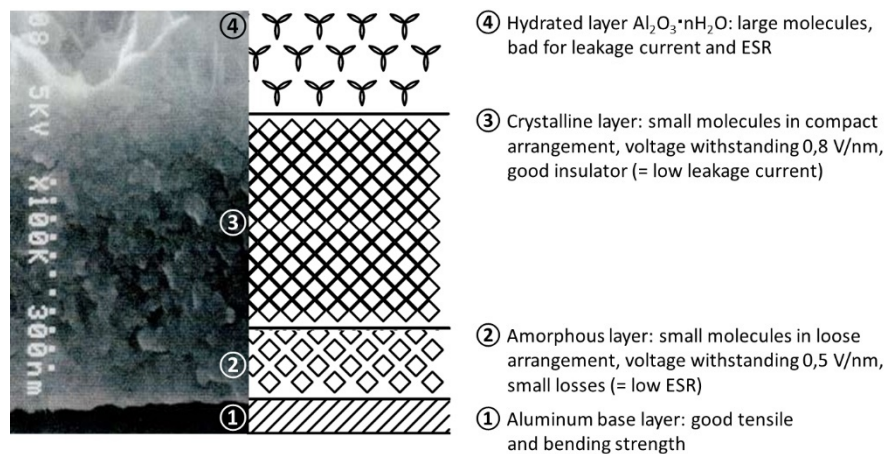 ④ Hydrated layer Al₂O₃·nH₂O: large molecules,
bad for leakage current and ESR
③ Crystalline layer: small molecules in compact
arrangement, voltage withstanding 0,8 V/nm,
good insulator (= low leakage current)
② Amorphous layer: small molecules in loose
arrangement, voltage withstanding 0,5 V/nm,
small losses (= low ESR)
① Aluminum base layer: good tensile
and bending strength
④
③
②
①
08 5KV X100K 300nm